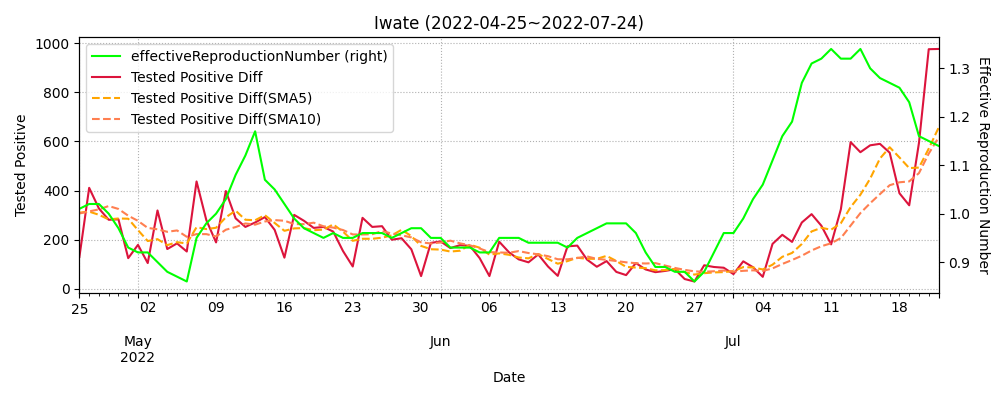 Iwate (2022-04-25~2022-07-24)
effectiveReproductionNumber (right)
Tested Positive Diff
Tested Positive Diff(SMA5)
Tested Positive Diff(SMA10)
Tested Positive
1000
800
600
400
200
0
1.3
1.2
1.1
1.0
0.9
Effective Reproduction Number
25 02 09 16 23 30 06 13 20 27 04 11 18
May Jun Jul
2022
Date